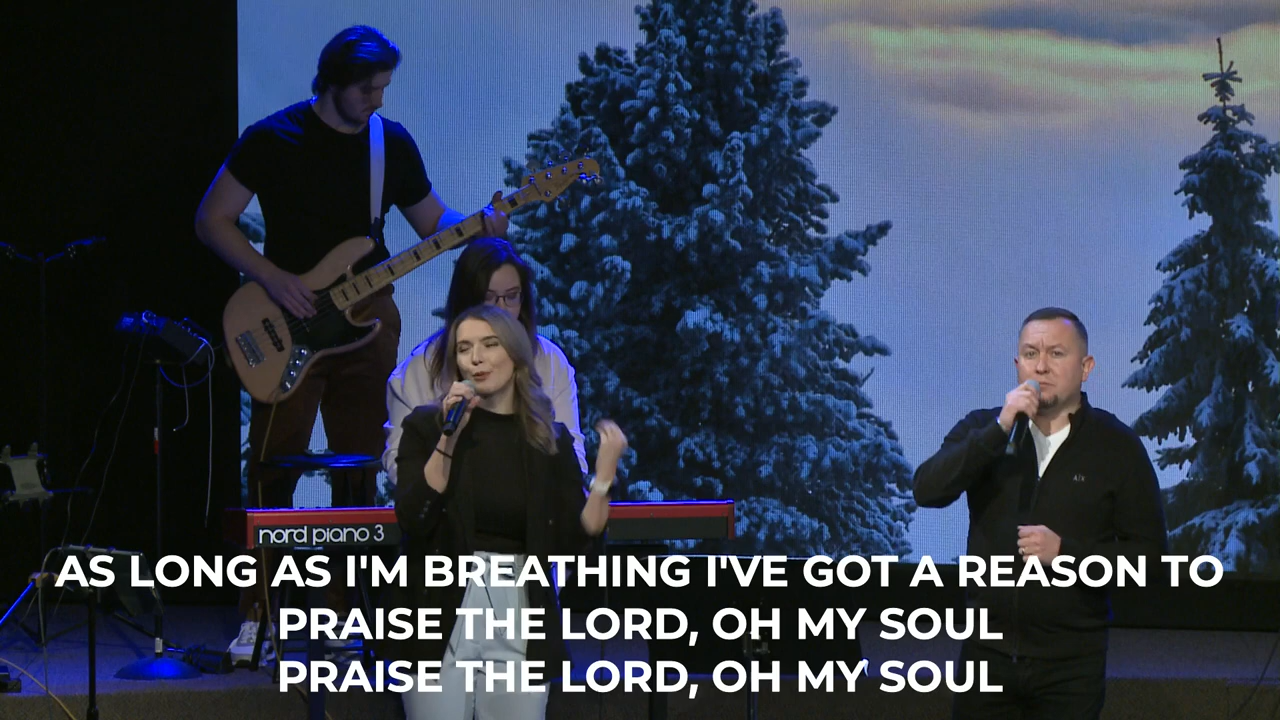 nord piano 3
A|X
AS LONG AS I'M BREATHING I'VE GOT A REASON TO
PRAISE THE LORD, OH MY SOUL
PRAISE THE LORD, OH MY SOUL